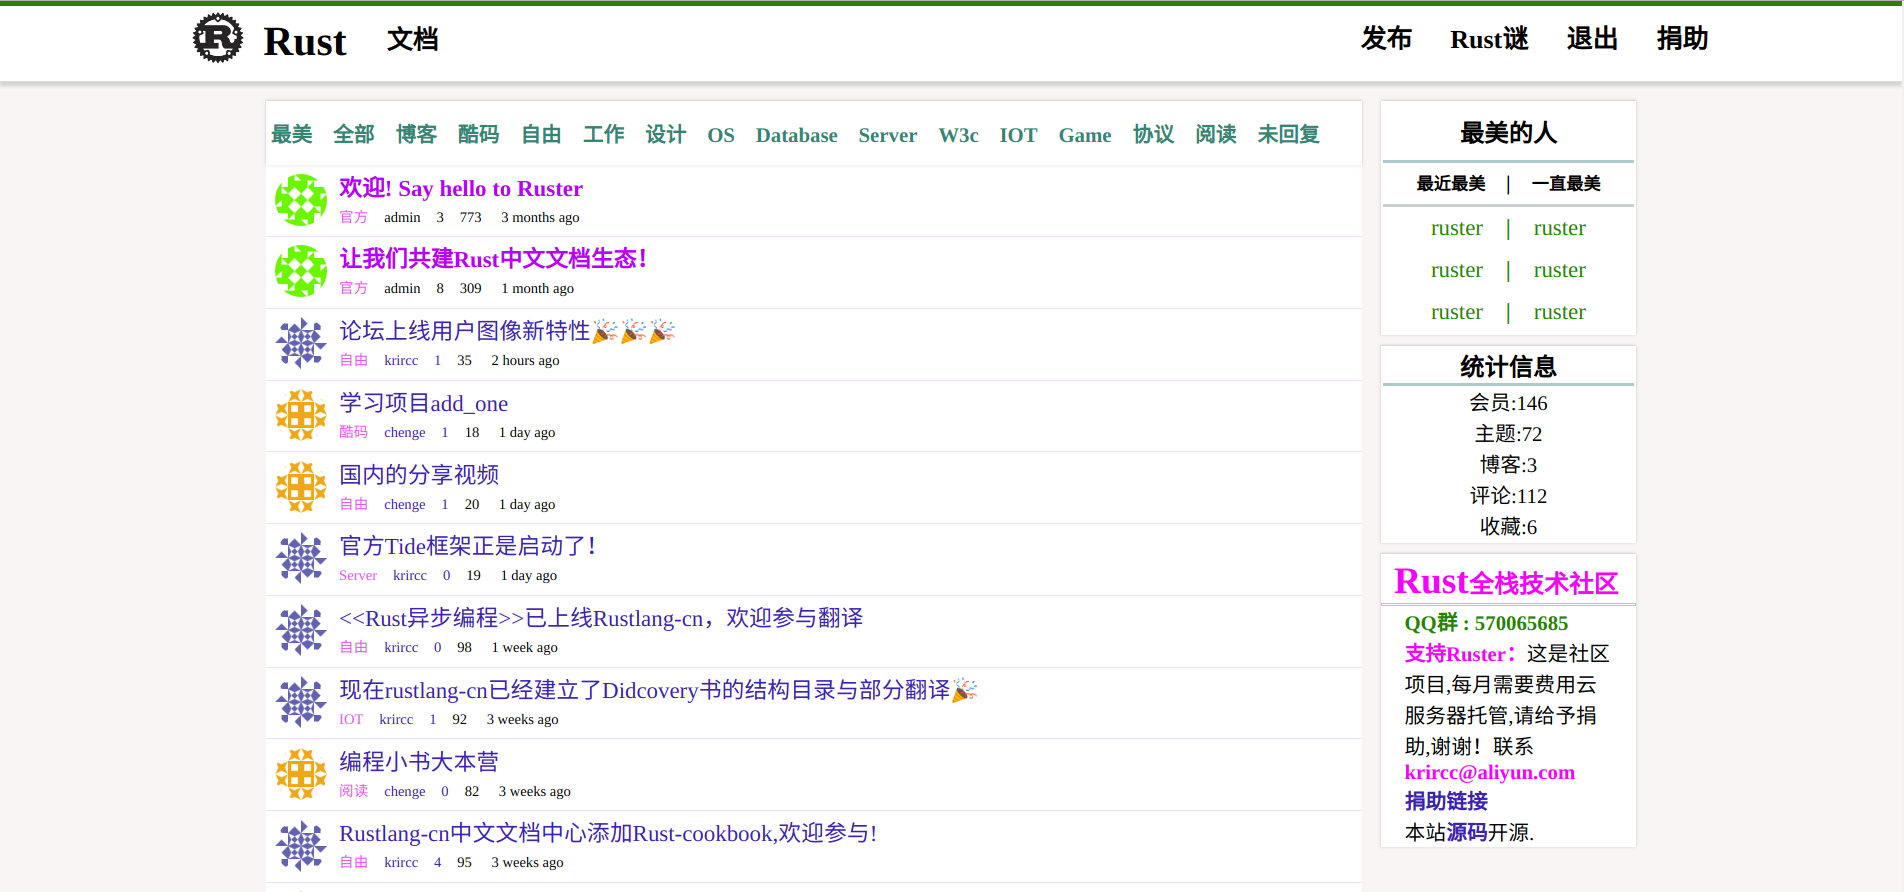 Rust 文档 发布 Rust谜 退出 捐助
最美 全部 博客 酷码 自由 工作 设计 OS Database Server W3c IOT Game 协议 阅读 未回复
欢迎! Say hello to Ruster
官方 admin 3 773 3 months ago
让我们共建Rust中文文档生态!
官方 admin 8 309 1 month ago
论坛上线用户图像新特性🎉🎉🎉
自由 krircc 1 35 2 hours ago
学习项目add_one
酷码 chenge 1 18 1 day ago
国内的分享视频
自由 chenge 1 20 1 day ago
官方Tide框架正是启动了!
Server krircc 0 19 1 day ago
<<Rust异步编程>>已上线Rustlang-cn，欢迎参与翻译
自由 krircc 0 98 1 week ago
现在rustlang-cn已经建立了Didcovery书的结构目录与部分翻译🎉
IOT krircc 1 92 3 weeks ago
编程小书大本营
阅读 chenge 0 82 3 weeks ago
Rustlang-cn中文文档中心添加Rust-cookbook,欢迎参与!
自由 krircc 4 95 3 weeks ago
最美的人
最近最美 | 一直最美
ruster | ruster
ruster | ruster
ruster | ruster
统计信息
会员:146
主题:72
博客:3
评论:112
收藏:6
Rust全栈技术社区
QQ群 : 570065685
支持Ruster：这是社区
项目,每月需要费用云
服务器托管,请给予捐
助,谢谢！联系
krircc@aliyun.com
捐助链接
本站源码开源.